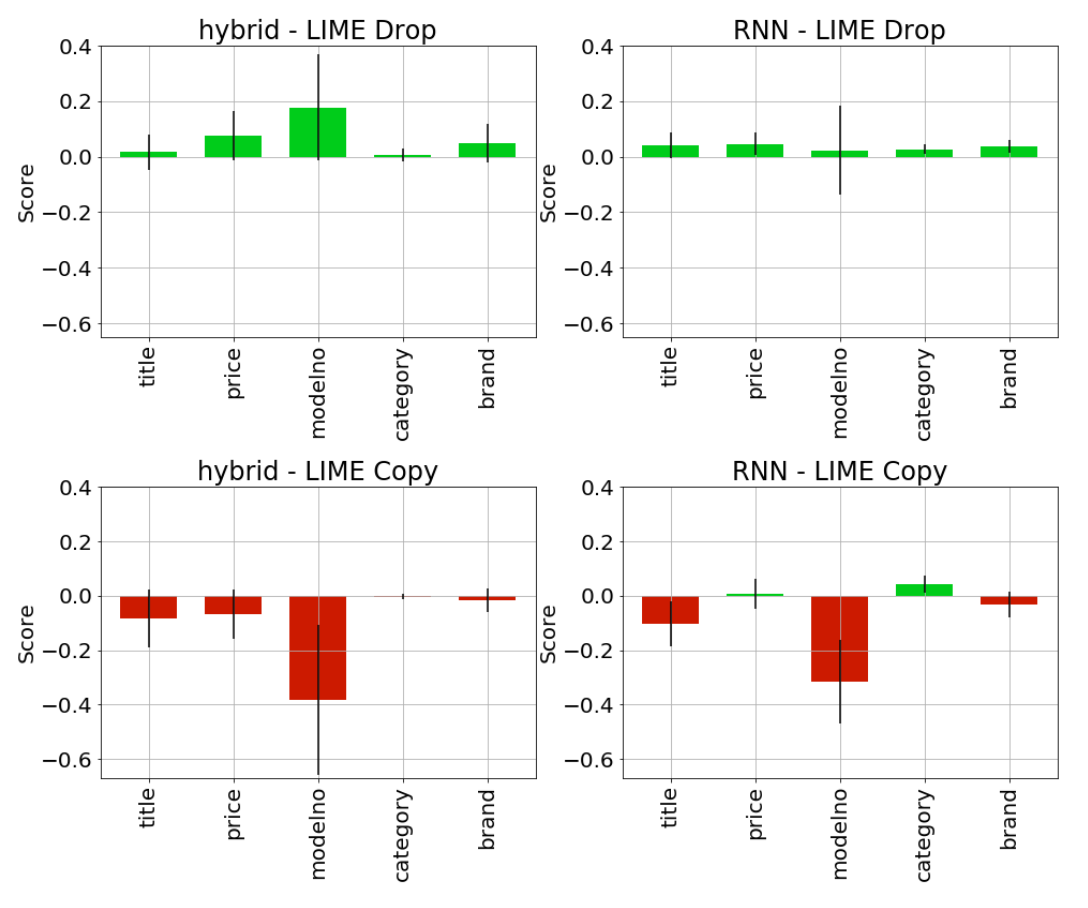 hybrid - LIME Drop
0.4
0.2
0.0
−0.2
−0.4
−0.6
Score
title
price
modelno
category
brand
RNN - LIME Drop
0.4
0.2
0.0
−0.2
−0.4
−0.6
Score
title
price
modelno
category
brand
hybrid - LIME Copy
0.4
0.2
0.0
−0.2
−0.4
−0.6
Score
title
price
modelno
category
brand
RNN - LIME Copy
0.4
0.2
0.0
−0.2
−0.4
−0.6
Score
title
price
modelno
category
brand